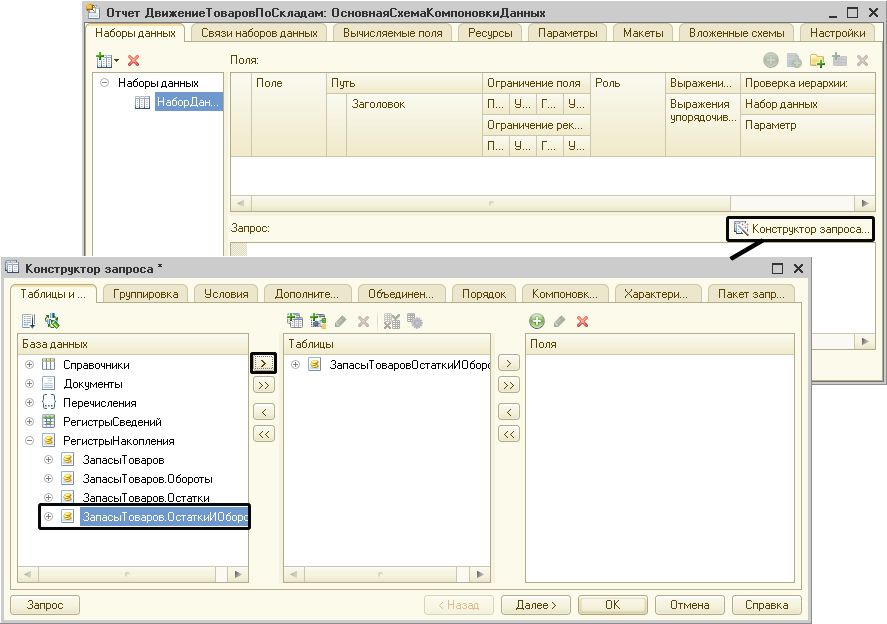 Отчет ДвижениеТоваровПоСкладам: ОсновнаяСхемаКомпоновкиДанных
Наборы данных
Связи наборов данных
Вычисляемые поля
Ресурсы
Параметры
Макеты
Вложенные схемы
Настройки
Поля:
Наборы данных
НаборДан...
Поле
Путь
Ограничение поля
Роль
Выражени...
Проверка иерархии:
Заголовок
П... У... Г... У...
Выражения упорядочив...
Набор данных
Ограничение рек...
Параметр
П... У... Г... У...
Запрос:
Конструктор запроса...
Конструктор запроса *
Таблицы и ...
Группировка
Условия
Дополните...
Объединен...
Порядок
Компоновк...
Характери...
Пакет запр...
База данных
Таблицы
Поля
Справочники
ЗапасыТоваровОстаткиИОборо
Документы
Перечисления
РегистрыСведений
РегистрыНакопления
ЗапасыТоваров
ЗапасыТоваров.Обороты
ЗапасыТоваров.Остатки
ЗапасыТоваров.ОстаткиИОборо
>
>>
<
<<
>
>>
<
<<
Запрос
< Назад
Далее >
OK
Отмена
Справка